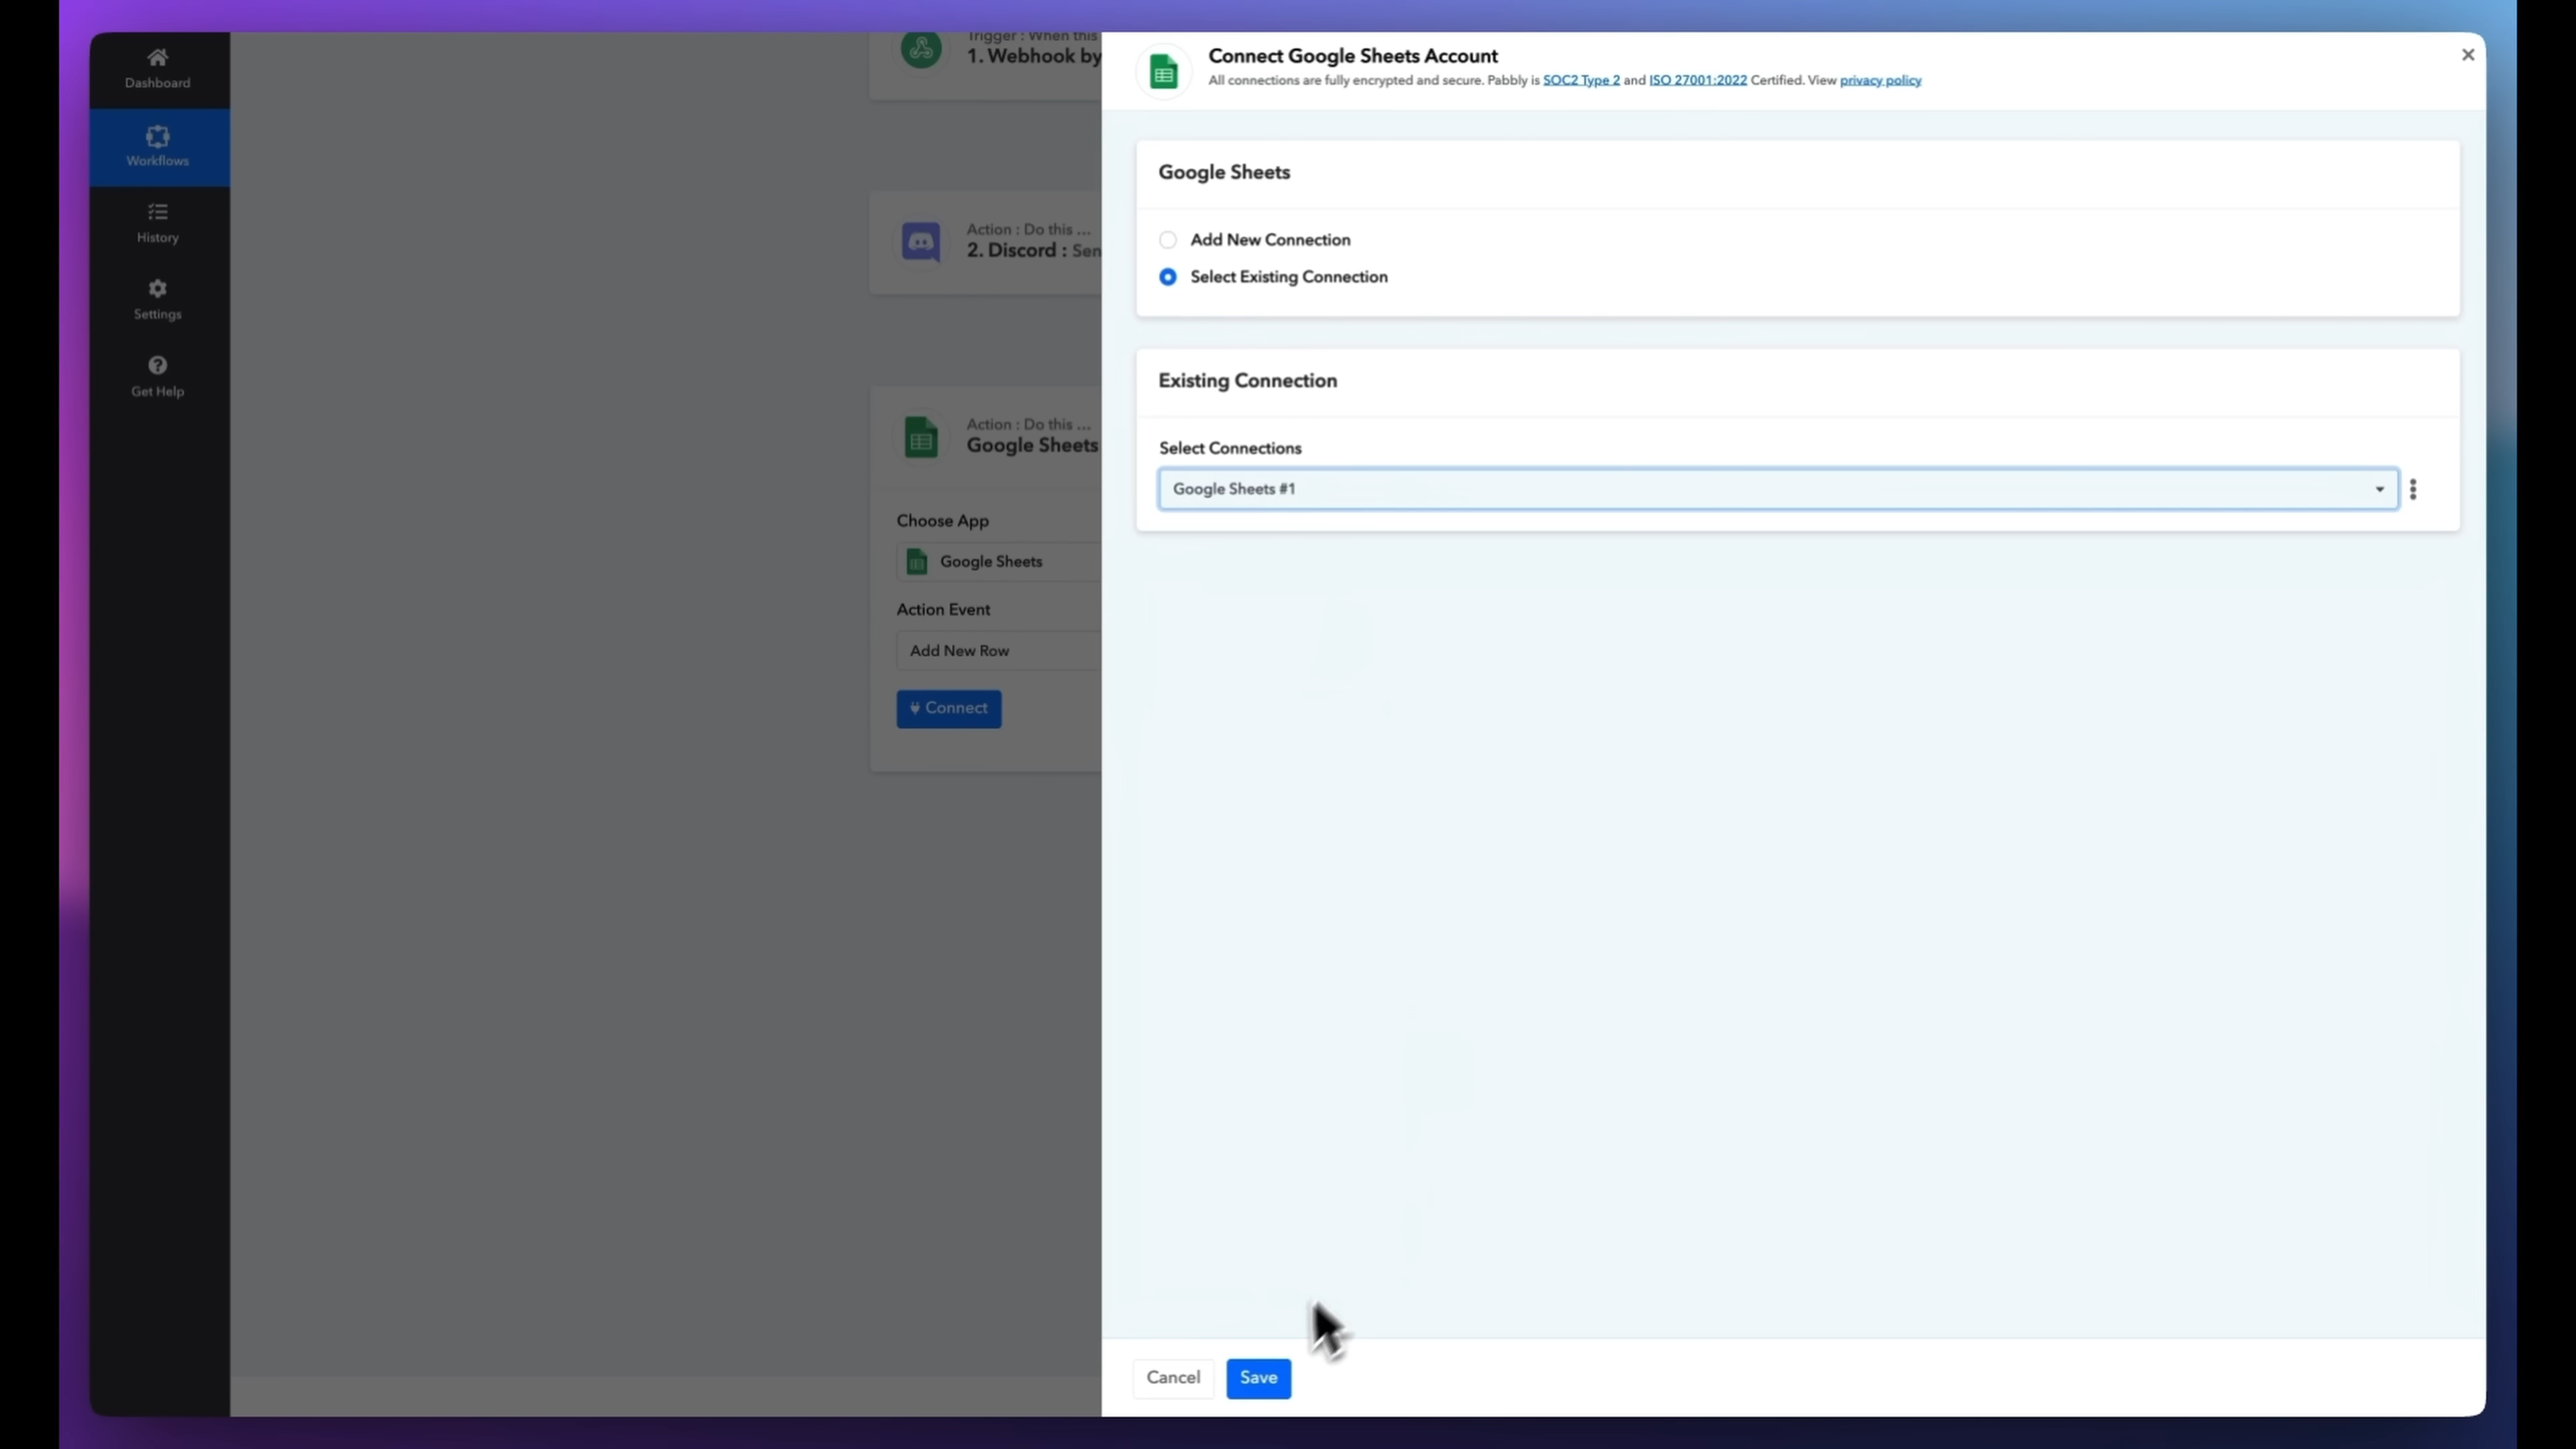 Dashboard
Workflows
History
Settings
Get Help
Trigger : When this
1. Webhook by
Action : Do this ...
2. Discord : Sen
Action : Do this ...
Google Sheets
Choose App
Google Sheets
Action Event
Add New Row
Connect
Connect Google Sheets Account
All connections are fully encrypted and secure. Pabbly is SOC2 Type 2 and ISO 27001:2022 Certified. View privacy policy
Google Sheets
Add New Connection
Select Existing Connection
Existing Connection
Select Connections
Google Sheets #1
Cancel
Save